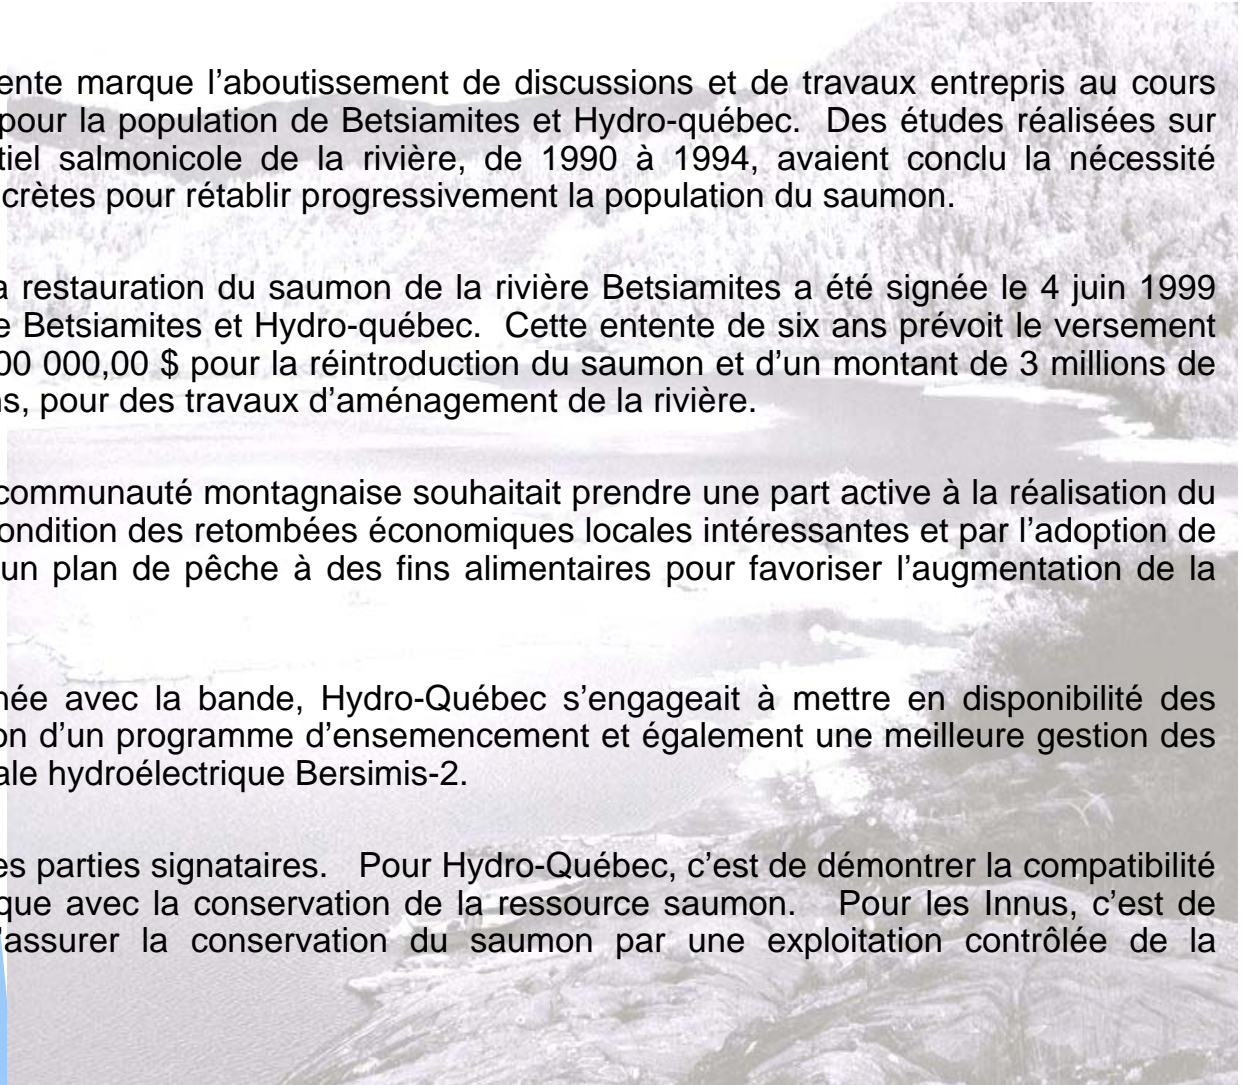 ente marque l’aboutissement de discussions et de travaux entrepris au cours
pour la population de Betsiamites et Hydro-québec. Des études réalisées sur
tiel salmonicole de la rivière, de 1990 à 1994, avaient conclu la nécessité
crètes pour rétablir progressivement la population du saumon.
a restauration du saumon de la rivière Betsiamites a été signée le 4 juin 1999
e Betsiamites et Hydro-québec. Cette entente de six ans prévoit le versement
00 000,00 $ pour la réintroduction du saumon et d’un montant de 3 millions de
ns, pour des travaux d’aménagement de la rivière.
communauté montagnaise souhaitait prendre une part active à la réalisation du
ondition des retombées économiques locales intéressantes et par l’adoption de
un plan de pêche à des fins alimentaires pour favoriser l’augmentation de la
née avec la bande, Hydro-Québec s’engageait à mettre en disponibilité des
on d’un programme d’ensemencement et également une meilleure gestion des
ale hydroélectrique Bersimis-2.
es parties signataires. Pour Hydro-Québec, c’est de démontrer la compatibilité
que avec la conservation de la ressource saumon. Pour les Innus, c’est de
’assurer la conservation du saumon par une exploitation contrôlée de la